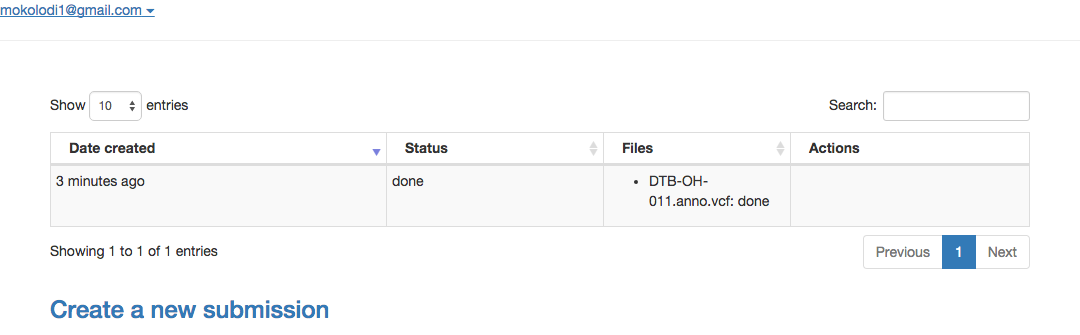 mokolodi1@gmail.com
Show 10 entries
Search:
Date created Status Files Actions
3 minutes ago done • DTB-OH-
011.anno.vcf: done
Showing 1 to 1 of 1 entries
Previous 1 Next
Create a new submission